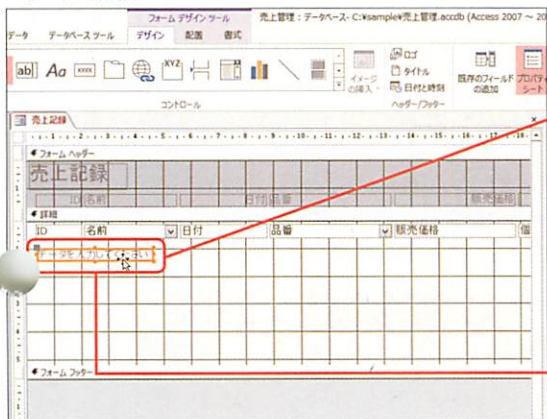 フォーム デザイン ツール
売上管理 : データベース- C:¥sample¥売上管理.accdb (Access 2007 ～ 20
データ データベース ツール デザイン 配置 書式
ab| Aa XXXX XYZ
イメージの挿入
ロゴ
タイトル
日付と時刻
既存のフィールドの追加
プロパティシート
コントロール
ヘッダー/フッター
売上記録
フォーム ヘッダー
売上記録
ID 名前 日付 品番 販売価格
詳細
ID 名前 日付 品番 販売価格 個
データを入力してください
フォーム フッター